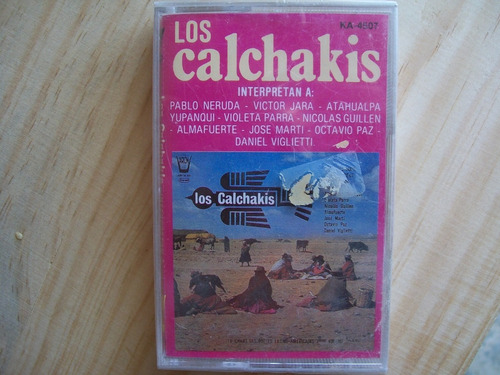 KA-4507
LOS
calchakis
INTERPRETAN A:
PABLO NERUDA - VICTOR JARA - ATAHUALPA
YUPANQUI - VIOLETA PARRA - NICOLAS GUILLEN
- ALMAFUERTE - JOSE MARTI - OCTAVIO PAZ -
DANIEL VIGLIETTI
los Calchakis